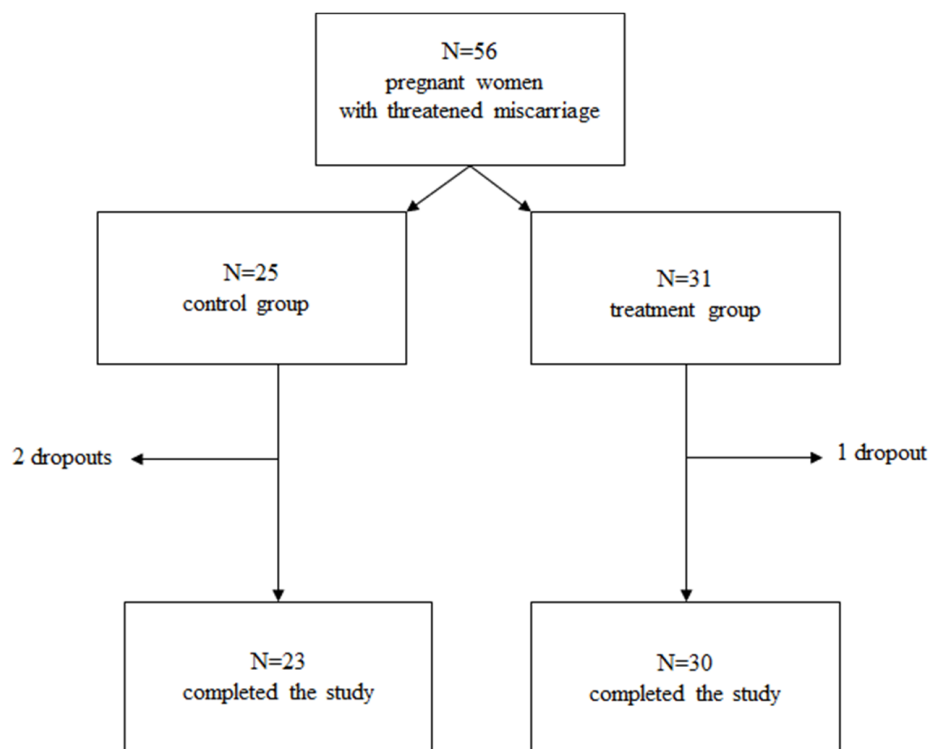 N=56
pregnant women
with threatened miscarriage
N=25
control group
N=31
treatment group
2 dropouts
1 dropout
N=23
completed the study
N=30
completed the study